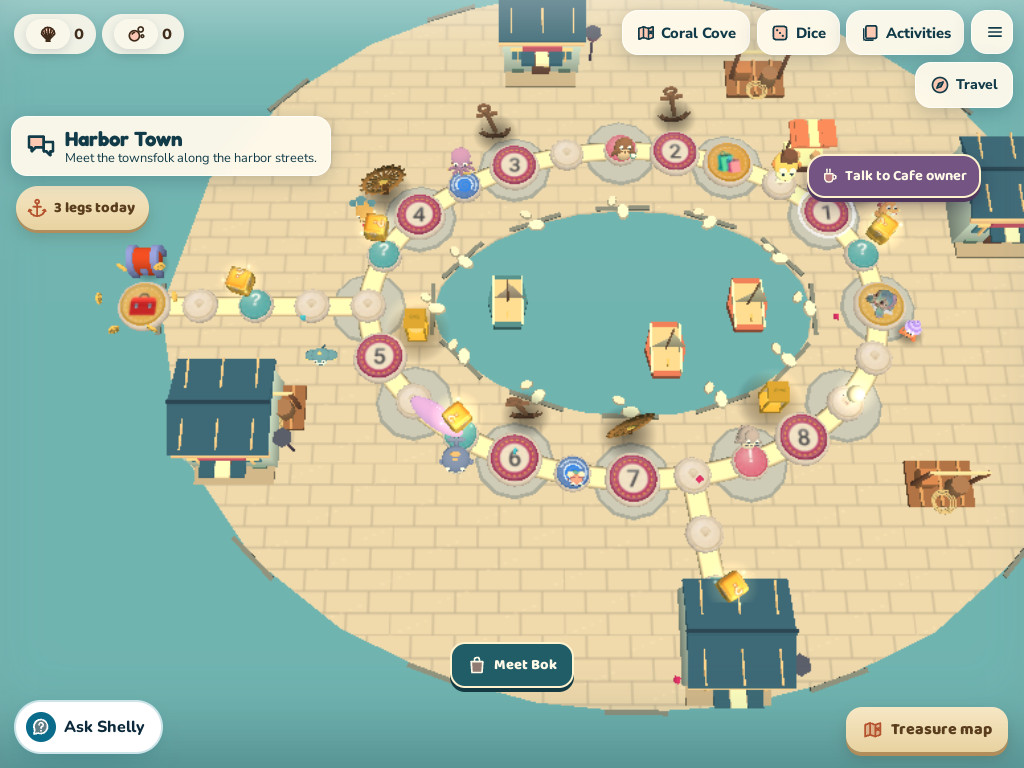 0
0
Coral Cove
Dice
Activities
Travel
Harbor Town
Meet the townsfolk along the harbor streets.
3 legs today
Talk to Cafe owner
3
2
4
1
?
?
?
5
6
7
8
!
Meet Bok
Ask Shelly
Treasure map